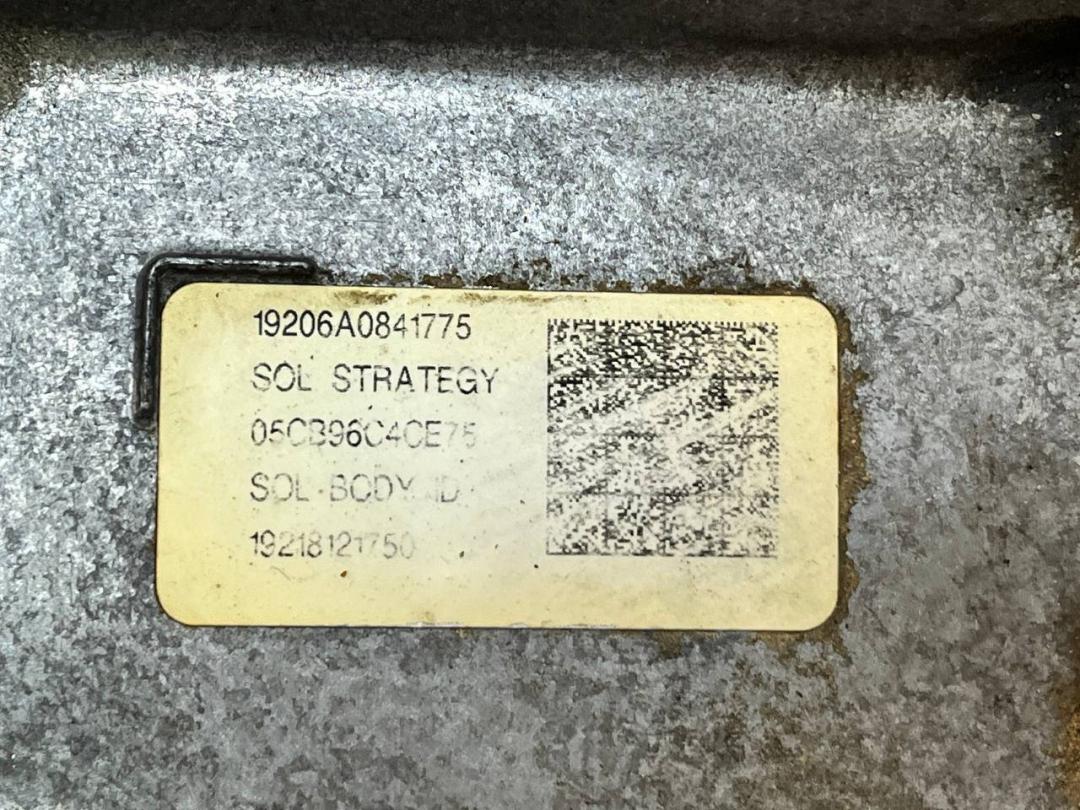 19206A0841775
SOL STRATEGY
05CB96C4CE75
SOL BODY ID
19218121750